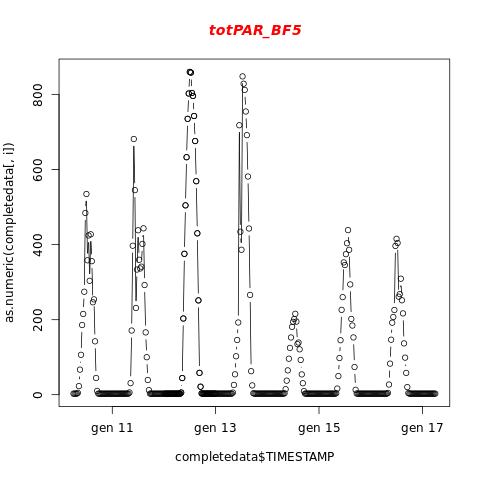 totPAR_BF5
as.numeric(completedata[, i])
800
600
400
200
0
gen 11
gen 13
gen 15
gen 17
completedata$TIMESTAMP